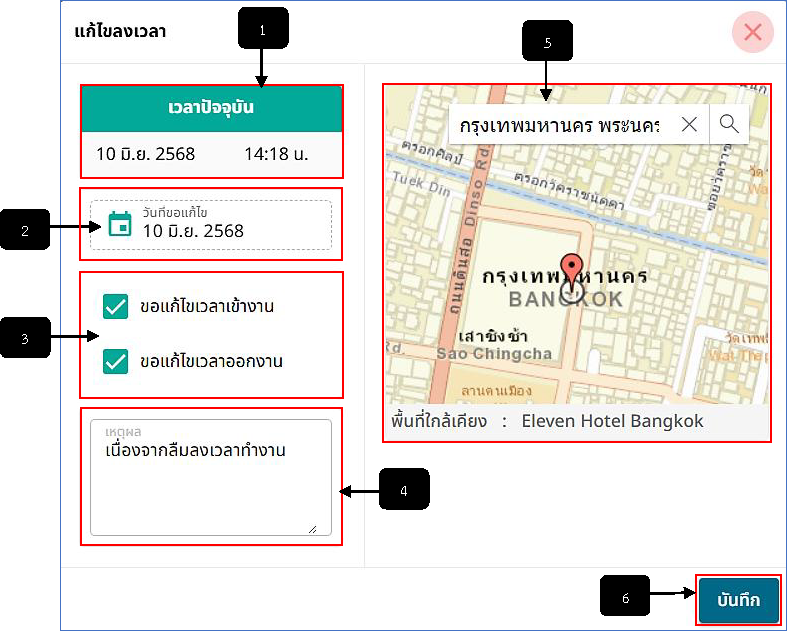 แก้ไขลงเวลา
1
5
เวลาปัจจุบัน
10 มิ.ย. 2568 14:18 น.
2
วันที่ขอแก้ไข
10 มิ.ย. 2568
3
ขอแก้ไขเวลาเข้างาน
ขอแก้ไขเวลาออกงาน
เหตุผล
เนื่องจากลืมลงเวลาทำงาน
4
กรุงเทพมหานคร พระนคร
ตรอกศิลป์
Tuek Din
ตรอกวัดราชนัดดา
ถนนดินสอ Dinso Rd.
กรุงเทพมหานคร
BANGKOK
เสาชิงช้า
Sao Chingcha
Rd.
ลานคนเมือง
พื้นที่ใกล้เคียง : Eleven Hotel Bangkok
6
บันทึก